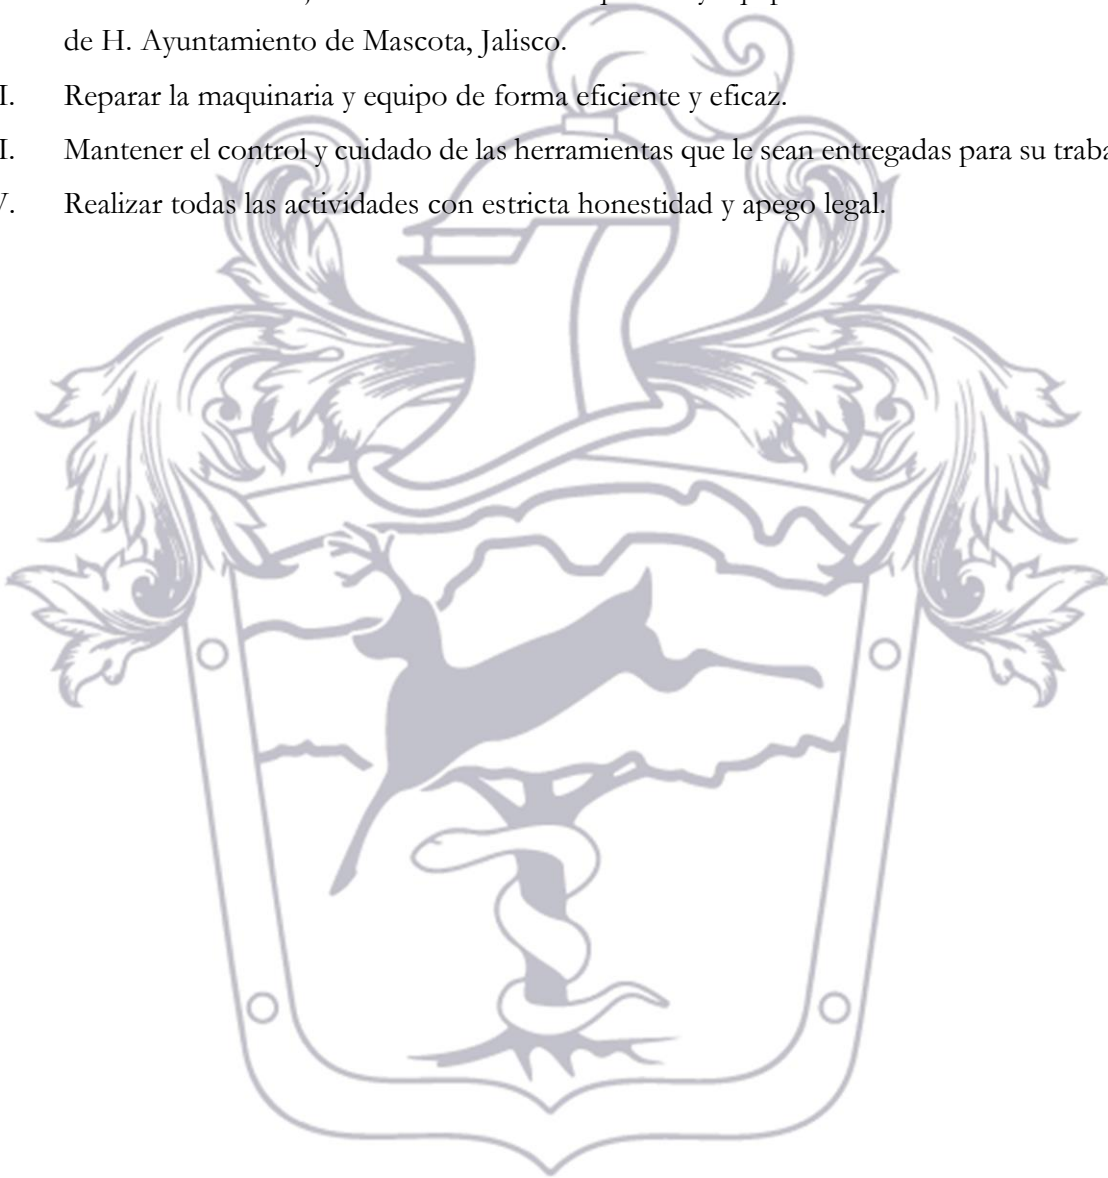 de H. Ayuntamiento de Mascota, Jalisco.
I. Reparar la maquinaria y equipo de forma eficiente y eficaz.
I. Mantener el control y cuidado de las herramientas que le sean entregadas para su traba
V. Realizar todas las actividades con estricta honestidad y apego legal.